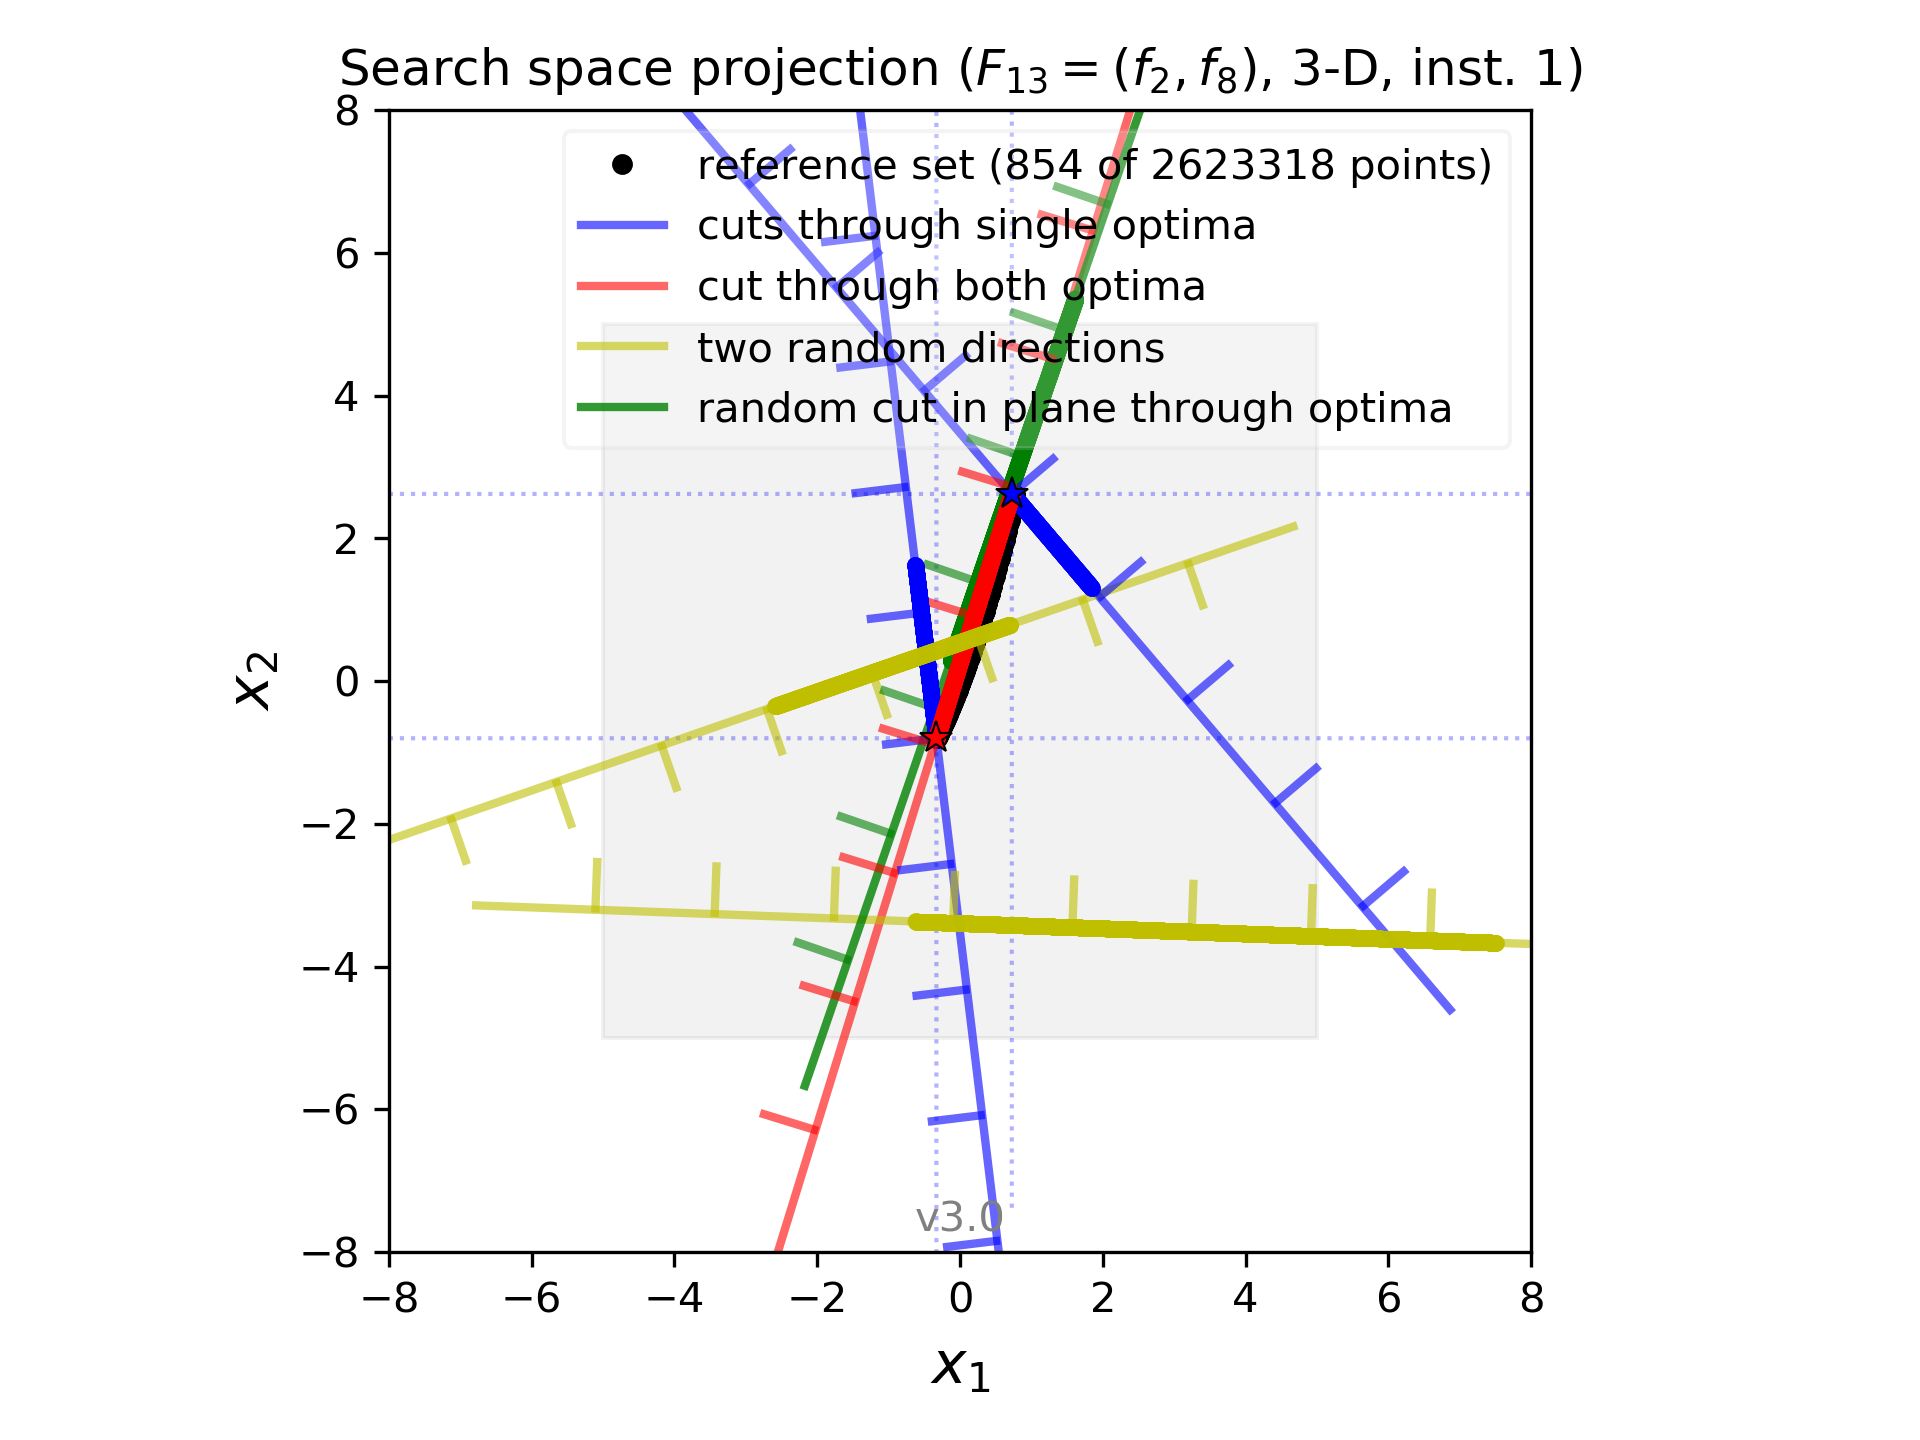 Search space projection (F₁₃ = (f₂, f₈), 3-D, inst. 1)
reference set (854 of 2623318 points)
cuts through single optima
cut through both optima
two random directions
random cut in plane through optima
8
6
4
2
0
−2
−4
−6
−8
x₂
v3.0
−8 −6 −4 −2 0 2 4 6 8
x₁